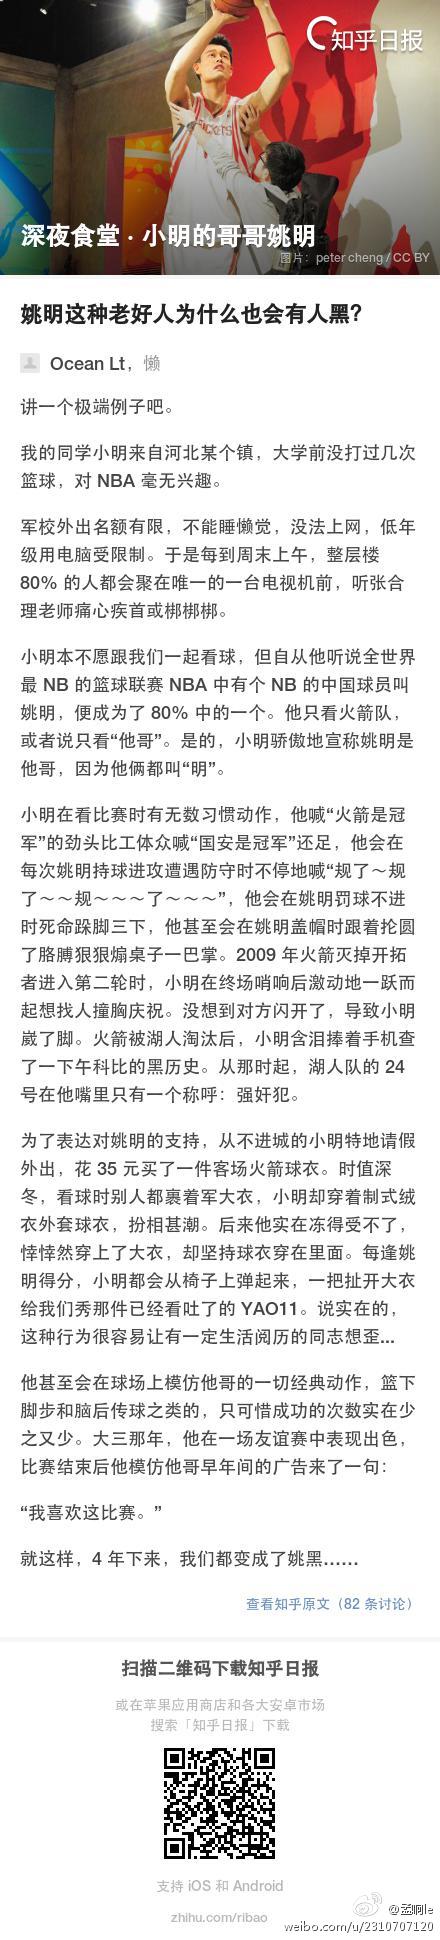 知乎日报
深夜食堂 · 小明的哥哥姚明
图片：peter cheng / CC BY
姚明这种老好人为什么也会有人黑？
Ocean Lt，懒
讲一个极端例子吧。
我的同学小明来自河北某个镇，大学前没打过几次
篮球，对 NBA 毫无兴趣。
军校外出名额有限，不能睡懒觉，没法上网，低年
级用电脑受限制。于是每到周末上午，整层楼
80% 的人都会聚在唯一的一台电视机前，听张合
理老师痛心疾首或梆梆梆。
小明本不愿跟我们一起看球，但自从他听说全世界
最 NB 的篮球联赛 NBA 中有个 NB 的中国球员叫
姚明，便成为了 80% 中的一个。他只看火箭队，
或者说只看“他哥”。是的，小明骄傲地宣称姚明是
他哥，因为他俩都叫“明”。
小明在看比赛时有无数习惯动作，他喊“火箭是冠
军”的劲头比工体众喊“国安是冠军”还足，他会在
每次姚明持球进攻遭遇防守时不停地喊“规了～规
了～～规～～～了～～～”，他会在姚明罚球不进
时死命跺脚三下，他甚至会在姚明盖帽时跟着抡圆
了胳膊狠狠煽桌子一巴掌。2009 年火箭灭掉开拓
者进入第二轮时，小明在终场哨响后激动地一跃而
起想找人撞胸庆祝。没想到对方闪开了，导致小明
崴了脚。火箭被湖人淘汰后，小明含泪捧着手机查
了一下午科比的黑历史。从那时起，湖人队的 24
号在他嘴里只有一个称呼：强奸犯。
为了表达对姚明的支持，从不进城的小明特地请假
外出，花 35 元买了一件客场火箭球衣。时值深
冬，看球时别人都裹着军大衣，小明却穿着制式绒
衣外套球衣，扮相甚潮。后来他实在冻得受不了，
悻悻然穿上了大衣，却坚持球衣穿在里面。每逢姚
明得分，小明都会从椅子上弹起来，一把扯开大衣
给我们秀那件已经看吐了的 YAO11。说实在的，
这种行为很容易让有一定生活阅历的同志想歪...
他甚至会在球场上模仿他哥的一切经典动作，篮下
脚步和脑后传球之类的，只可惜成功的次数实在少
之又少。大三那年，他在一场友谊赛中表现出色，
比赛结束后他模仿他哥早年间的广告来了一句：
“我喜欢这比赛。”
就这样，4 年下来，我们都变成了姚黑……
查看知乎原文（82 条讨论）
扫描二维码下载知乎日报
或在苹果应用商店和各大安卓市场
搜索「知乎日报」下载
支持 iOS 和 Android
zhihu.com/ribao
@孟啊le
weibo.com/u/2310707120